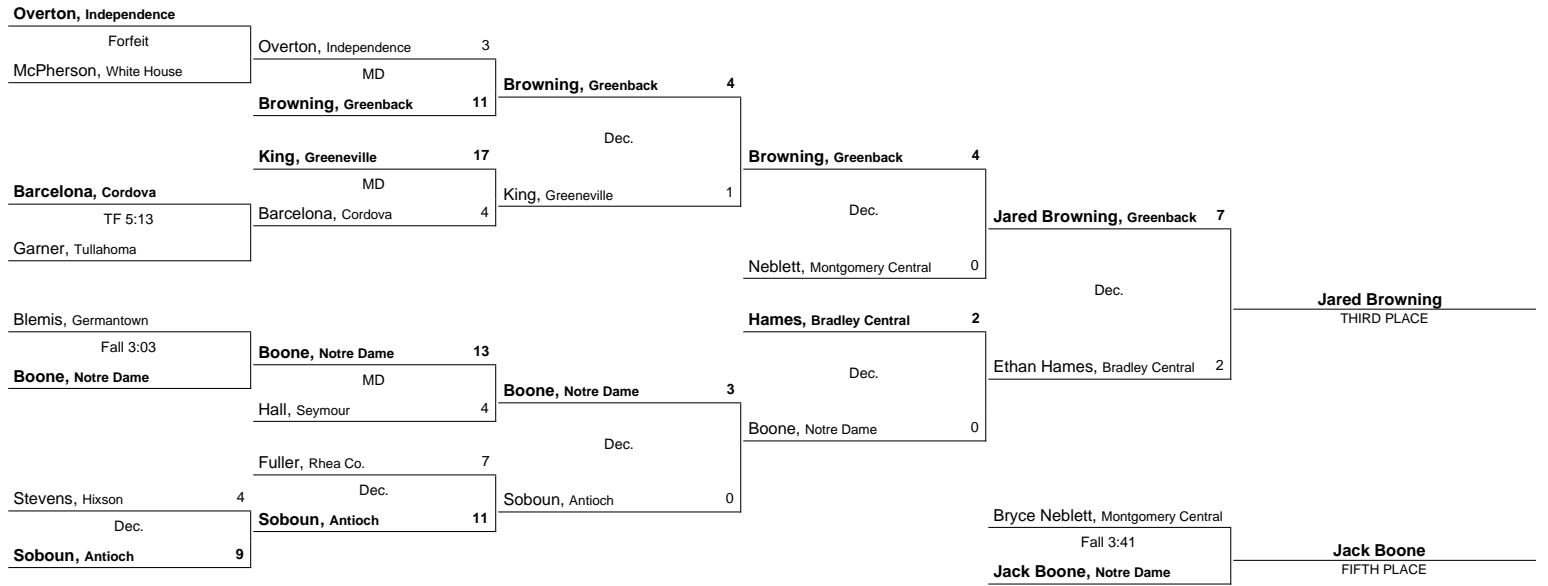 Overton, Independence
Forfeit
McPherson, White House
Barcelona, Cordova
TF 5:13
Garner, Tullahoma
Blemis, Germantown
Fall 3:03
Boone, Notre Dame
Stevens, Hixson 4
Dec.
Soboun, Antioch 9
Overton, Independence 3
MD
Browning, Greenback 11
King, Greeneville 17
MD
Barcelona, Cordova 4
Boone, Notre Dame 13
MD
Hall, Seymour 4
Fuller, Rhea Co. 7
Dec.
Soboun, Antioch 11
Browning, Greenback 4
Dec.
King, Greeneville 1
Boone, Notre Dame 3
Dec.
Soboun, Antioch 0
Browning, Greenback 4
Dec.
Neblett, Montgomery Central 0
Hames, Bradley Central 2
Dec.
Boone, Notre Dame 0
Jared Browning, Greenback 7
Dec.
Ethan Hames, Bradley Central 2
Jared Browning
THIRD PLACE
Bryce Neblett, Montgomery Central
Fall 3:41
Jack Boone, Notre Dame
Jack Boone
FIFTH PLACE